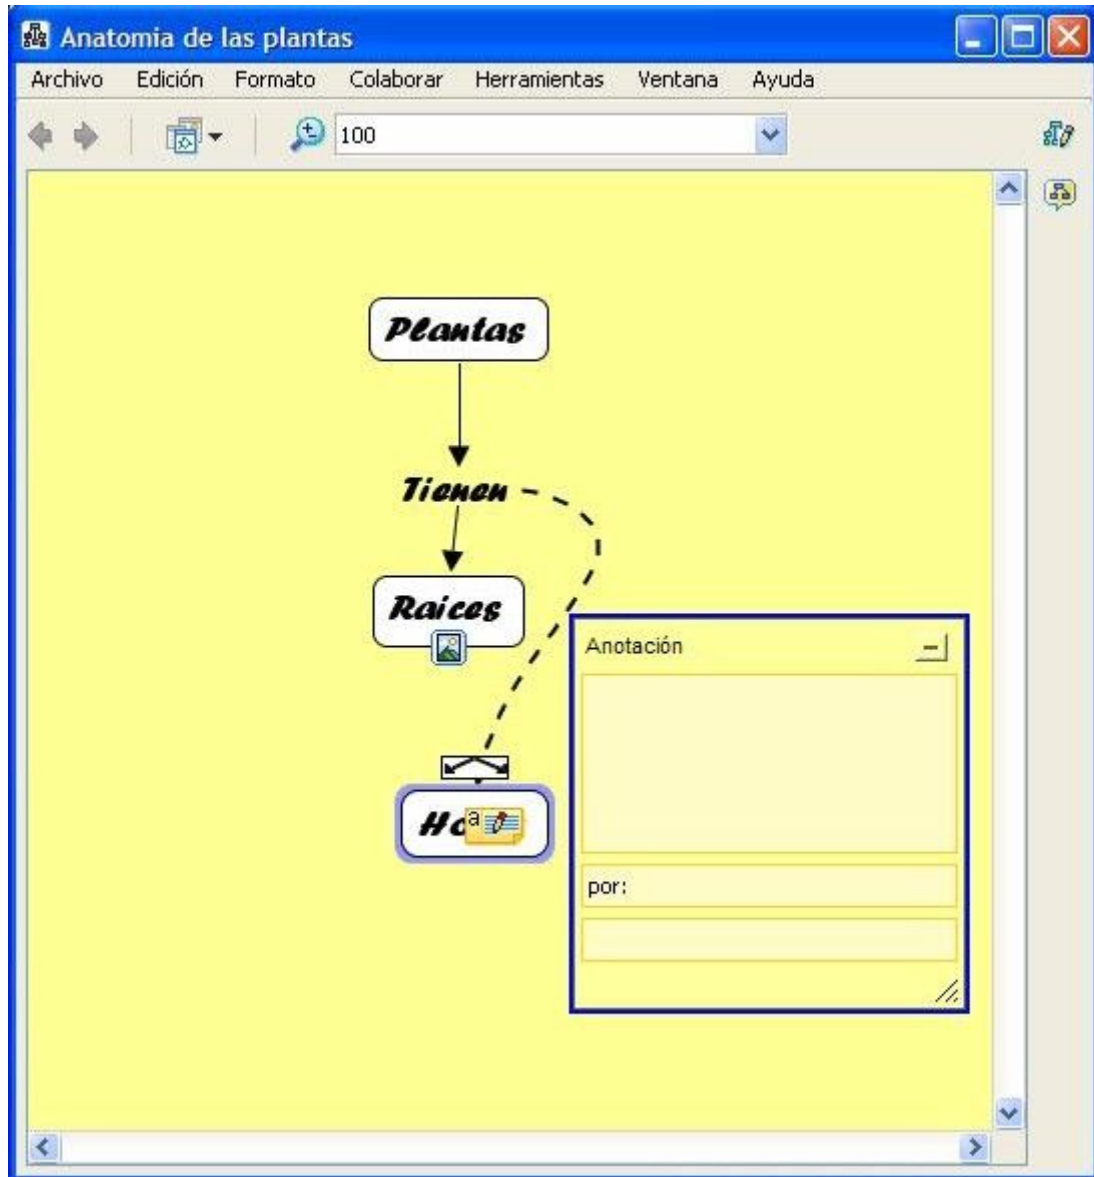 Anatomia de las plantas
Archivo Edición Formato Colaborar Herramientas Ventana Ayuda
100
Plantas
Tienen
Raices
Anotación
a
por: